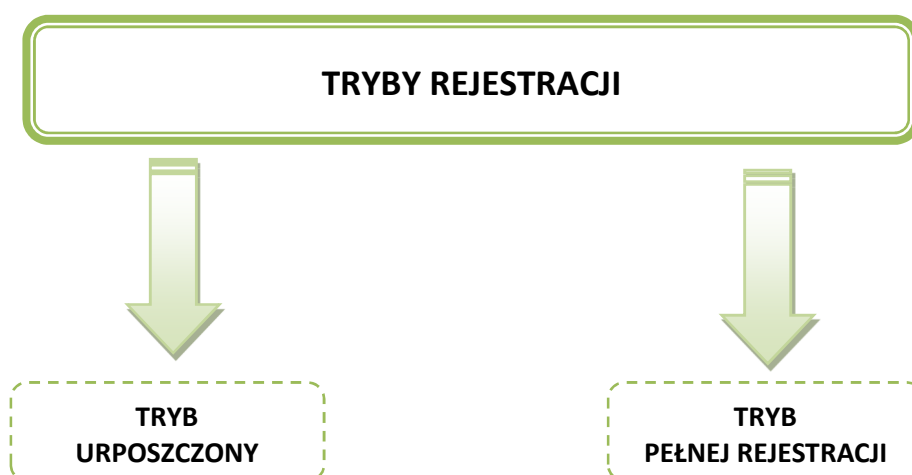 TRYBY REJESTRACJI
TRYB
URPOSZCZONY
TRYB
PEŁNEJ REJESTRACJI